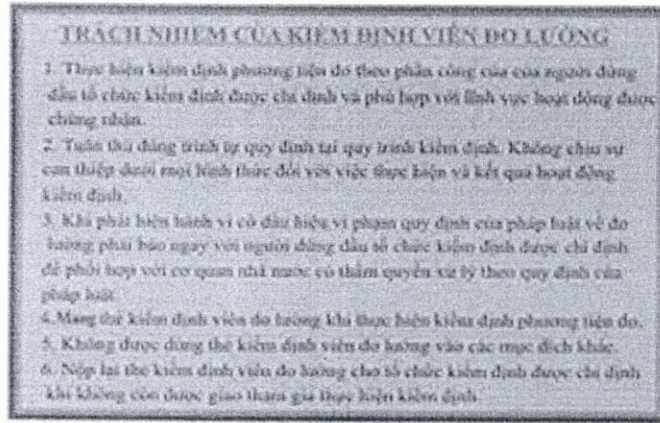 TRÁCH NHIỆM CỦA KIỂM ĐỊNH VIÊN ĐO LƯỜNG
1. Thực hiện kiểm định phương tiện đo theo phân công của của người đứng
đầu tổ chức kiểm định được chỉ định và phù hợp với lĩnh vực hoạt động được
chứng nhận.
2. Tuân thủ đúng trình tự quy định tại quy trình kiểm định. Không chịu sự
can thiệp dưới mọi hình thức đối với việc thực hiện và kết quả hoạt động
kiểm định.
3. Khi phát hiện hành vi có dấu hiệu vi phạm quy định của pháp luật về đo
lường phải báo ngay với người đứng đầu tổ chức kiểm định được chỉ định
để phối hợp với cơ quan nhà nước có thẩm quyền xử lý theo quy định của
pháp luật.
4. Mang thẻ kiểm định viên đo lường khi thực hiện kiểm định phương tiện đo.
5. Không được dùng thẻ kiểm định viên đo lường vào các mục đích khác.
6. Nộp lại thẻ kiểm định viên đo lường cho tổ chức kiểm định được chỉ định
khi không còn được giao tham gia thực hiện kiểm định.